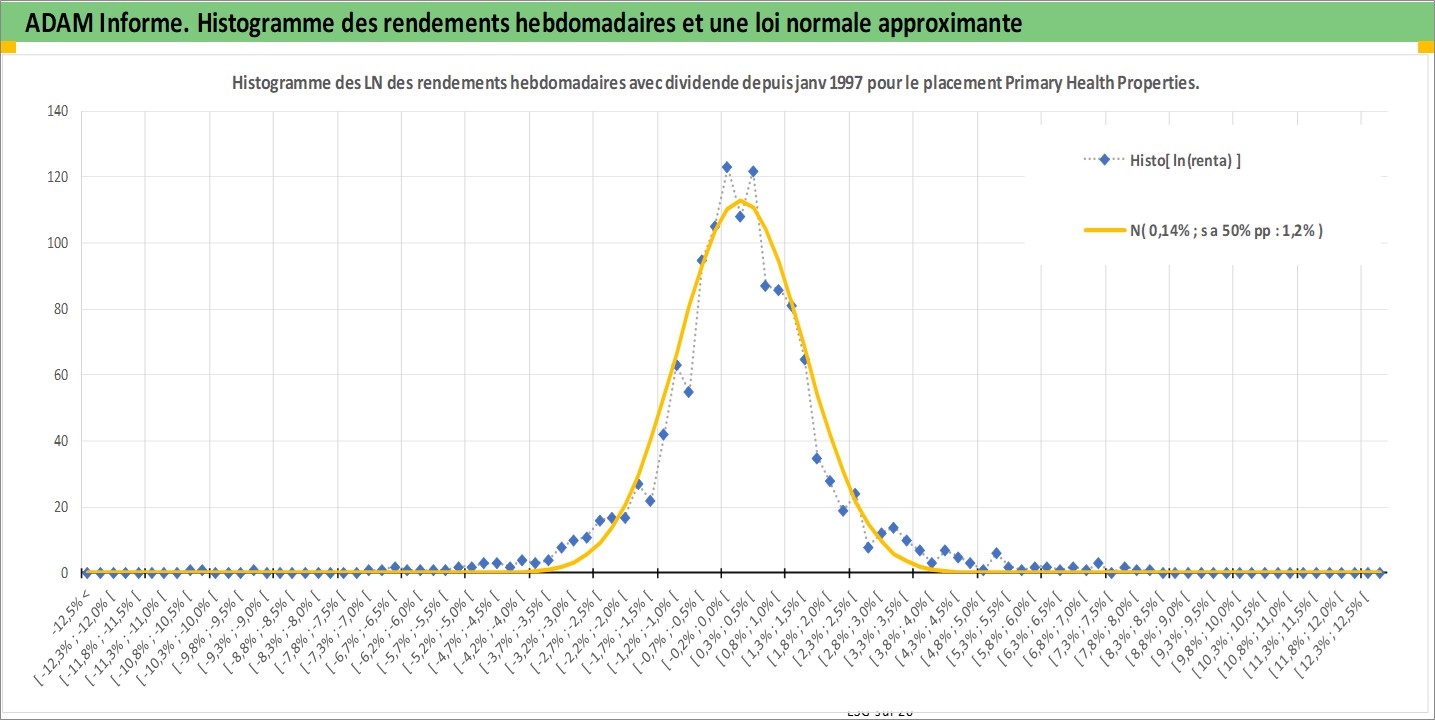 ADAM Informe. Histogramme des rendements hebdomadaires et une loi normale approximante
Histogramme des LN des rendements hebdomadaires avec dividende depuis janv 1997 pour le placement Primary Health Properties.
140
120
100
80
60
40
20
0
Histo[ ln(renta) ]
N( 0,14% ; s a 50% pp : 1,2% )
-12,5% <
[ -12,3% ; -12,0% [
[ -11,8% ; -11,5% [
[ -11,3% ; -11,0% [
[ -10,8% ; -10,5% [
[ -10,3% ; -10,0% [
[ -9,8% ; -9,5% [
[ -9,3% ; -9,0% [
[ -8,8% ; -8,5% [
[ -8,3% ; -8,0% [
[ -7,8% ; -7,5% [
[ -7,3% ; -7,0% [
[ -6,7% ; -6,5% [
[ -6,2% ; -6,0% [
[ -5,7% ; -5,5% [
[ -5,2% ; -5,0% [
[ -4,7% ; -4,5% [
[ -4,2% ; -4,0% [
[ -3,7% ; -3,5% [
[ -3,2% ; -3,0% [
[ -2,7% ; -2,5% [
[ -2,2% ; -2,0% [
[ -1,7% ; -1,5% [
[ -1,2% ; -1,0% [
[ -0,7% ; -0,5% [
[ -0,2% ; 0,0% [
[ 0,3% ; 0,5% [
[ 0,8% ; 1,0% [
[ 1,3% ; 1,5% [
[ 1,8% ; 2,0% [
[ 2,3% ; 2,5% [
[ 2,8% ; 3,0% [
[ 3,3% ; 3,5% [
[ 3,8% ; 4,0% [
[ 4,3% ; 4,5% [
[ 4,8% ; 5,0% [
[ 5,3% ; 5,5% [
[ 5,8% ; 6,0% [
[ 6,3% ; 6,5% [
[ 6,8% ; 7,0% [
[ 7,3% ; 7,5% [
[ 7,8% ; 8,0% [
[ 8,3% ; 8,5% [
[ 8,8% ; 9,0% [
[ 9,3% ; 9,5% [
[ 9,8% ; 10,0% [
[ 10,3% ; 10,5% [
[ 10,8% ; 11,0% [
[ 11,3% ; 11,5% [
[ 11,8% ; 12,0% [
[ 12,3% ; 12,5% [